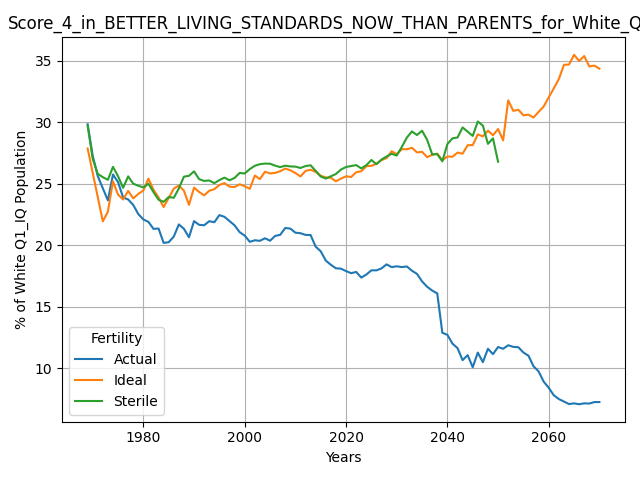 Score_4_in_BETTER_LIVING_STANDARDS_NOW_THAN_PARENTS_for_White_Q
% of White Q1_IQ Population
35
30
25
20
15
10
Fertility
Actual
Ideal
Sterile
1980 2000 2020 2040 2060
Years